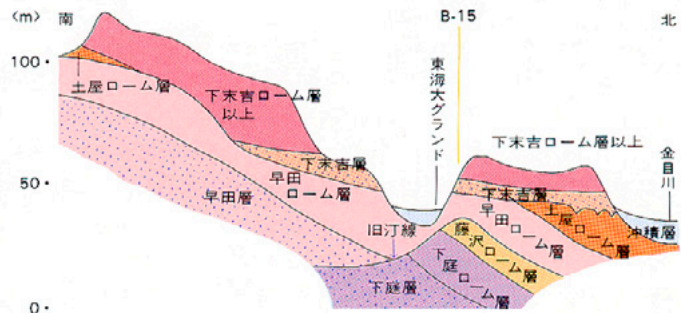 (m) 南
B-15
北
100
50
0
土屋ローム層
下末吉ローム層
以上
東海大グランド
下末吉ローム層以上
金目川
下末吉層
早田
ローム層
早田層
旧汀線
下庭層
下庭ローム層
藤沢ローム層
下末吉層
早田ローム層
土屋ローム層
沖積層